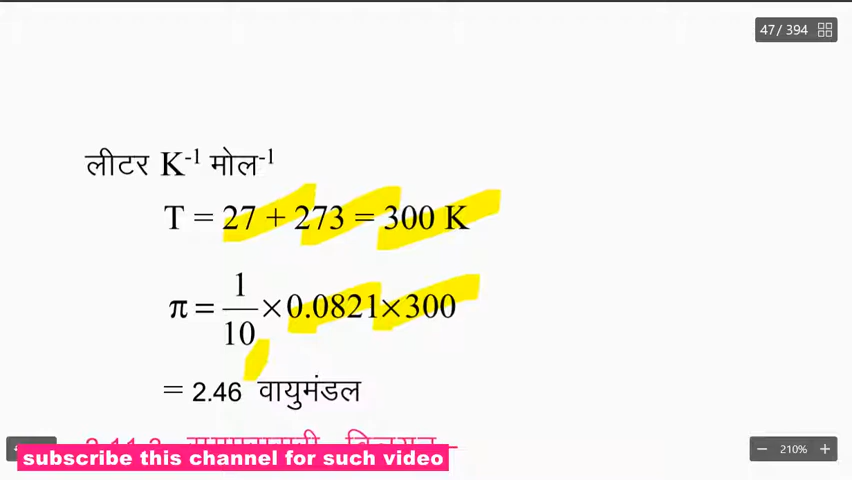 47 / 394
लीटर K⁻¹ मोल⁻¹
T = 27 + 273 = 300 K
π = 1/10 × 0.0821 × 300
= 2.46 वायुमंडल
subscribe this channel for such video
210%